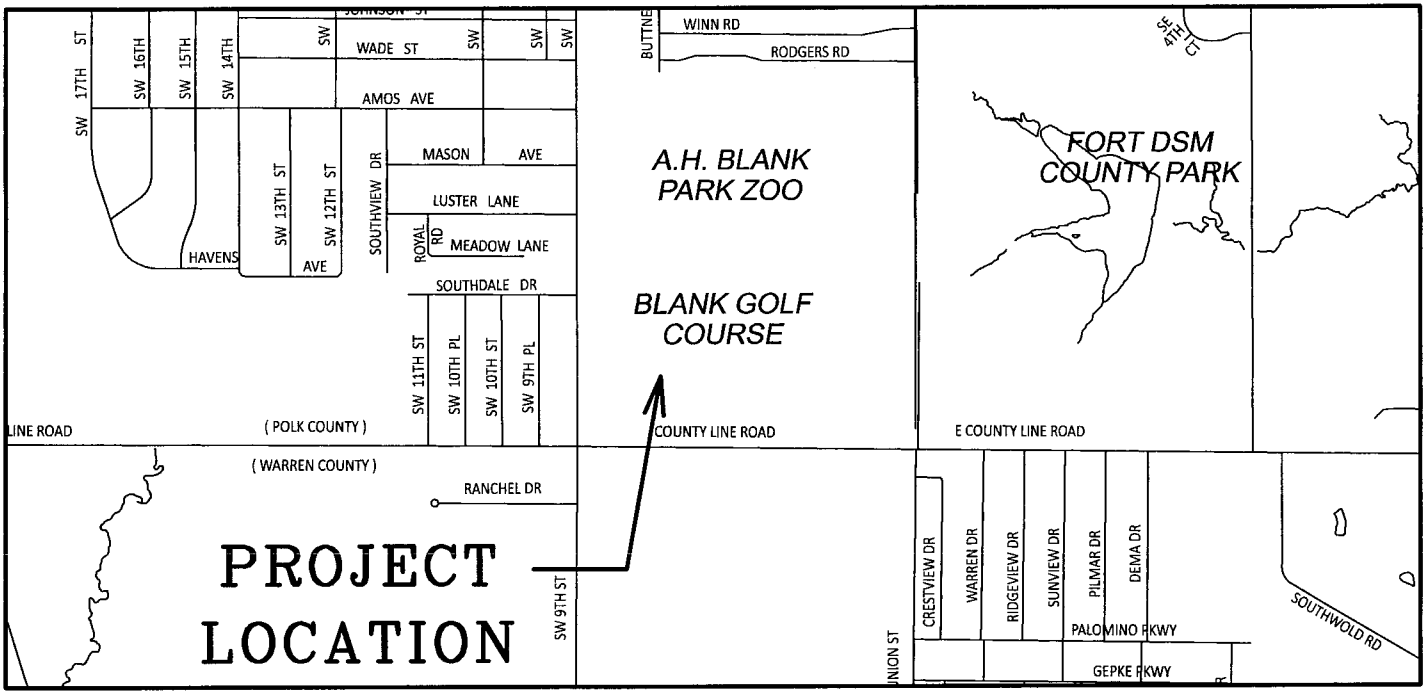 JOHNSON ST
WADE ST
AMOS AVE
SW 17TH ST
SW
SW 16TH
SW 15TH
SW 14TH
SW
SW
SW
SW
SW 13TH ST
SW 12TH ST
SOUTHVIEW DR
MASON AVE
LUSTER LANE
ROYAL RD
MEADOW LANE
HAVENS AVE
SOUTHDALE DR
SW 11TH ST
SW 10TH PL
SW 10TH ST
SW 9TH PL
BUTTNE
WINN RD
RODGERS RD
A.H. BLANK
PARK ZOO
BLANK GOLF
COURSE
SE
4TH
CT
FORT DSM
COUNTY PARK
LINE ROAD
( POLK COUNTY )
COUNTY LINE ROAD
E COUNTY LINE ROAD
( WARREN COUNTY )
RANCHEL DR
PROJECT
LOCATION
SW 9TH ST
UNION ST
CRESTVIEW DR
WARREN DR
RIDGEVIEW DR
SUNVIEW DR
PILMAR DR
DEMA DR
PALOMINO PKWY
GEPKE PKWY
SOUTHWOLD RD